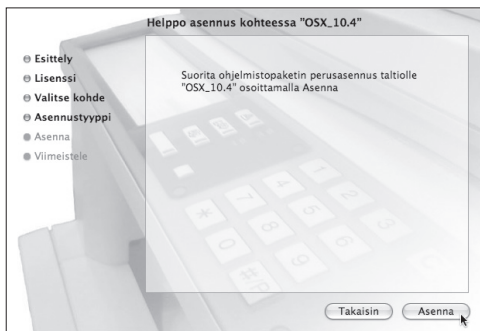 Helppo asennus kohteessa "OSX_10.4"
Esittely
Lisenssi
Valitse kohde
Asennustyyppi
Asenna
Viimeistele
Suorita ohjelmistopaketin perusasennus taltiolle
"OSX_10.4" osoittamalla Asenna
Takaisin
Asenna